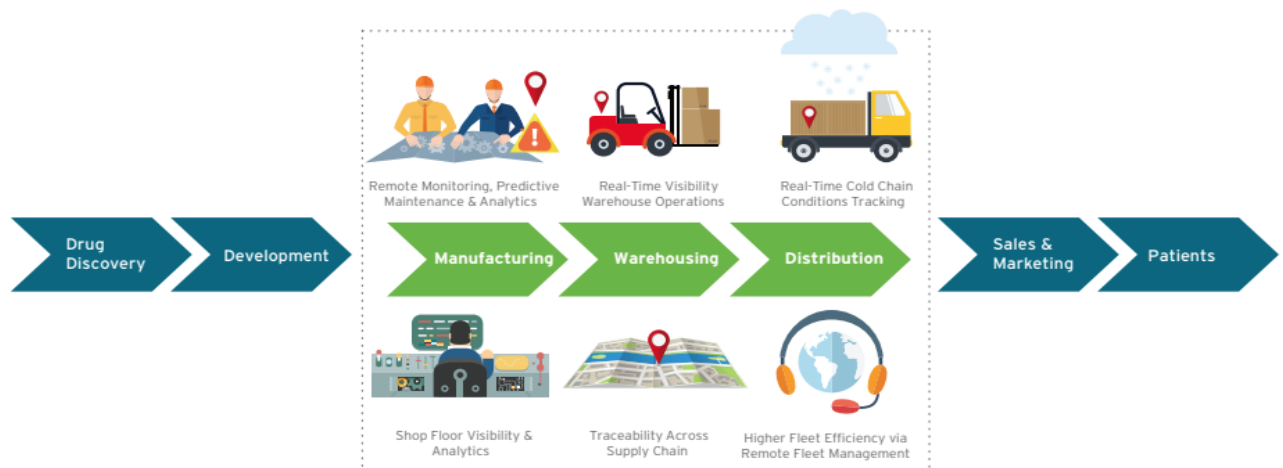 Remote Monitoring, Predictive
Maintenance & Analytics
Real-Time Visibility
Warehouse Operations
Real-Time Cold Chain
Conditions Tracking
Drug
Discovery
Development
Manufacturing
Warehousing
Distribution
Sales &
Marketing
Patients
Shop Floor Visibility &
Analytics
Traceability Across
Supply Chain
Higher Fleet Efficiency via
Remote Fleet Management